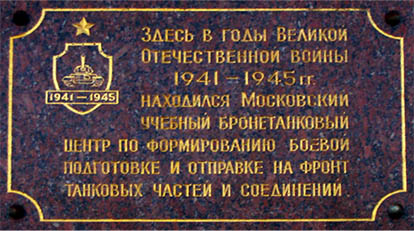 Здесь в годы Великой
Отечественной войны
1941–1945 гг.
находился Московский
учебный бронетанковый
центр по формированию боевой
подготовке и отправке на фронт
танковых частей и соединений
1941–1945